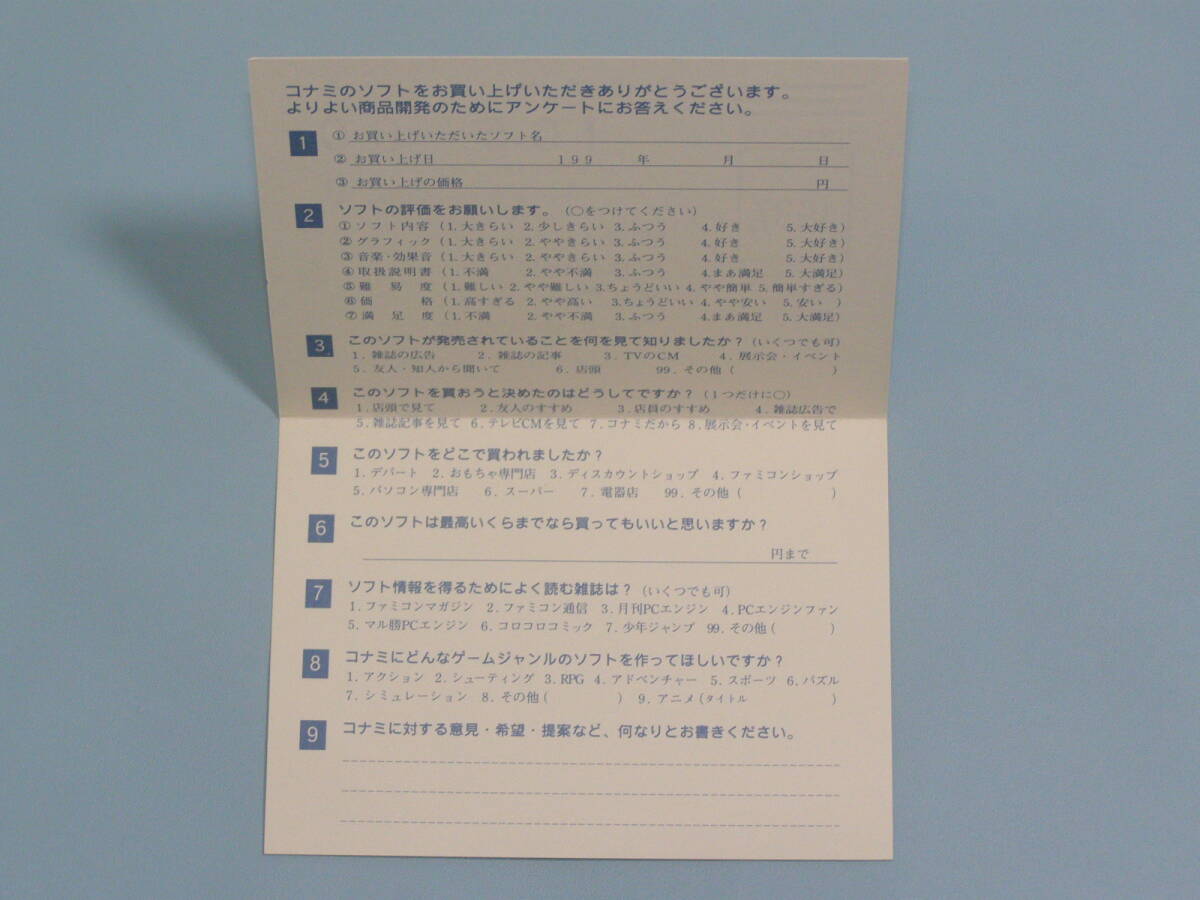 コナミのソフトをお買い上げいただきありがとうございます。
よりよい商品開発のためにアンケートにお答えください。
1 ① お買い上げいただいたソフト名
② お買い上げ日 199 年 月 日
③ お買い上げの価格 円
2 ソフトの評価をお願いします。(○をつけてください)
① ソフト内容 (1.大きらい 2.少しきらい 3.ふつう 4.好き 5.大好き)
② グラフィック (1.大きらい 2.ややきらい 3.ふつう 4.好き 5.大好き)
③ 音楽・効果音 (1.大きらい 2.ややきらい 3.ふつう 4.好き 5.大好き)
④ 取扱説明書 (1.不満 2.やや不満 3.ふつう 4.まあ満足 5.大満足)
⑤ 難易度 (1.難しい 2.やや難しい 3.ちょうどいい 4.やや簡単 5.簡単すぎる)
⑥ 価格 (1.高すぎる 2.やや高い 3.ちょうどいい 4.やや安い 5.安い )
⑦ 満足度 (1.不満 2.やや不満 3.ふつう 4.まあ満足 5.大満足)
3 このソフトが発売されていることを何を見て知りましたか?(いくつでも可)
1.雑誌の広告 2.雑誌の記事 3.TVのCM 4.展示会・イベント
5.友人・知人から聞いて 6.店頭 99.その他( )
4 このソフトを買おうと決めたのはどうしてですか?(1つだけに○)
1.店頭で見て 2.友人のすすめ 3.店員のすすめ 4.雑誌広告で
5.雑誌記事を見て 6.テレビCMを見て 7.コナミだから 8.展示会・イベントを見て
5 このソフトをどこで買われましたか?
1.デパート 2.おもちゃ専門店 3.ディスカウントショップ 4.ファミコンショップ
5.パソコン専門店 6.スーパー 7.電器店 99.その他( )
6 このソフトは最高いくらまでなら買ってもいいと思いますか?
円まで
7 ソフト情報を得るためによく読む雑誌は?(いくつでも可)
1.ファミコンマガジン 2.ファミコン通信 3.月刊PCエンジン 4.PCエンジンファン
5.マル勝PCエンジン 6.コロコロコミック 7.少年ジャンプ 99.その他( )
8 コナミにどんなゲームジャンルのソフトを作ってほしいですか?
1.アクション 2.シューティング 3.RPG 4.アドベンチャー 5.スポーツ 6.パズル
7.シミュレーション 8.その他( ) 9.アニメ(タイトル )
9 コナミに対する意見・希望・提案など、何なりとお書きください。